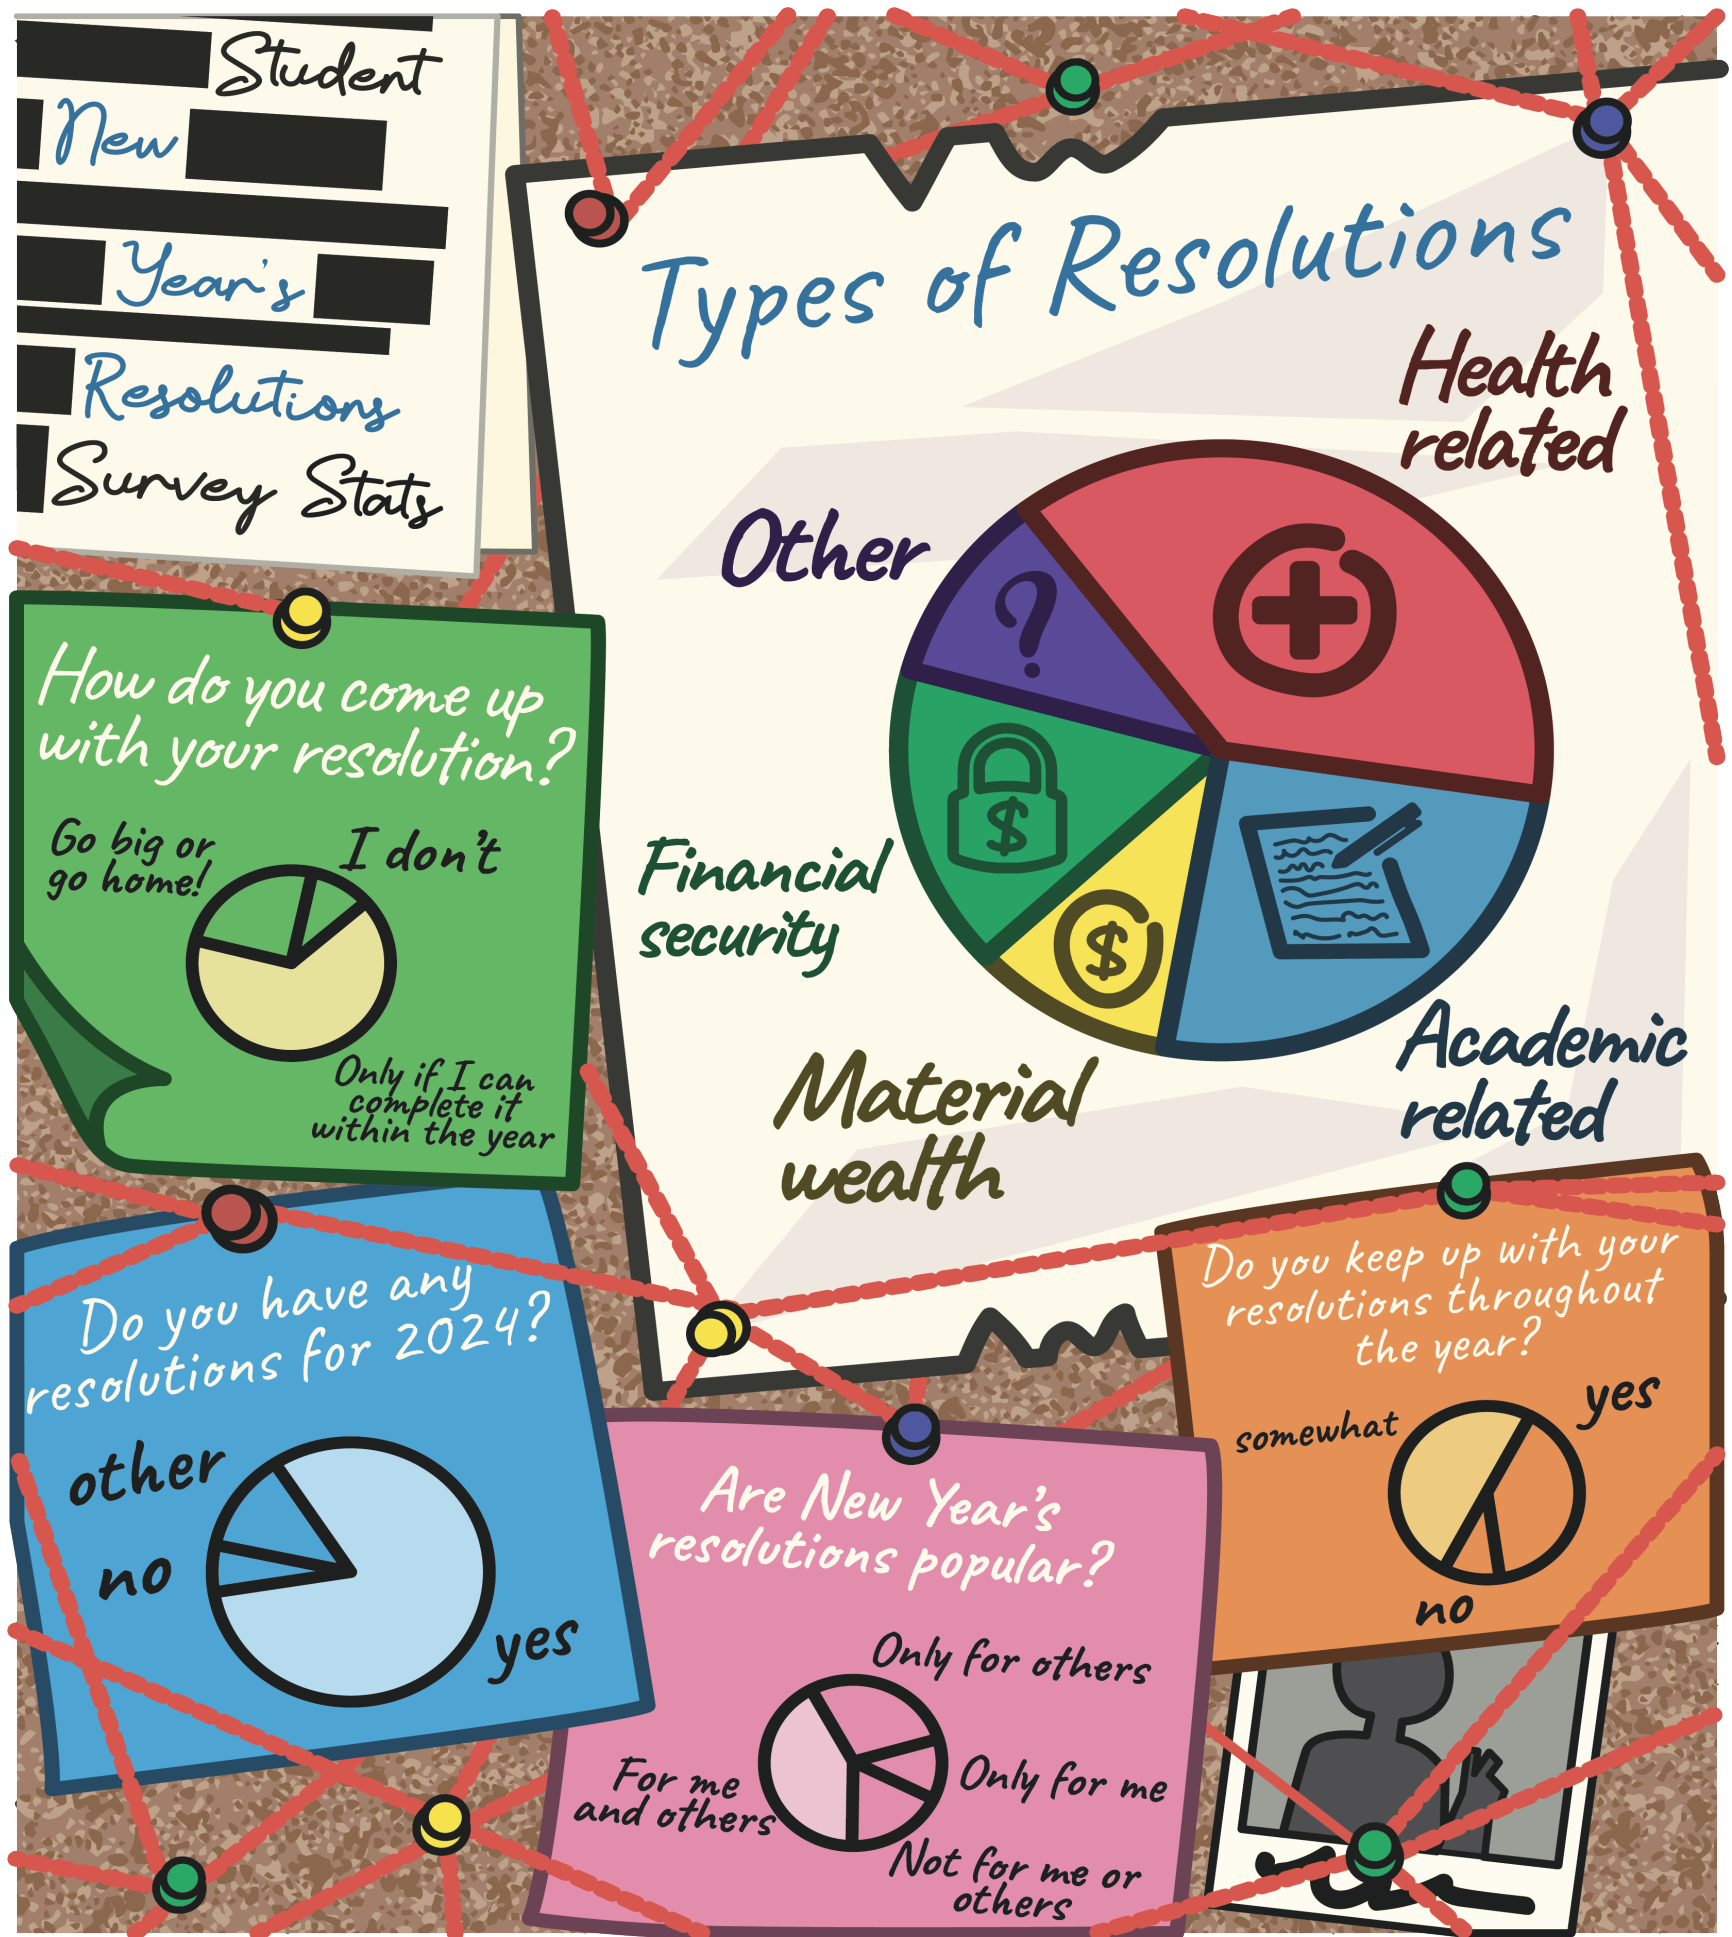 Student
New
Year's
Resolutions
Survey Stats
Types of Resolutions
Health
related
Other
?
$
$
Financial
security
Material
wealth
Academic
related
How do you come up
with your resolution?
Go big or
go home!
I don't
Only if I can
complete it
within the year
Do you have any
resolutions for 2024?
other
no
yes
Are New Year's
resolutions popular?
Only for others
Only for me
For me
and others
Not for me or
others
Do you keep up with your
resolutions throughout
the year?
yes
somewhat
no